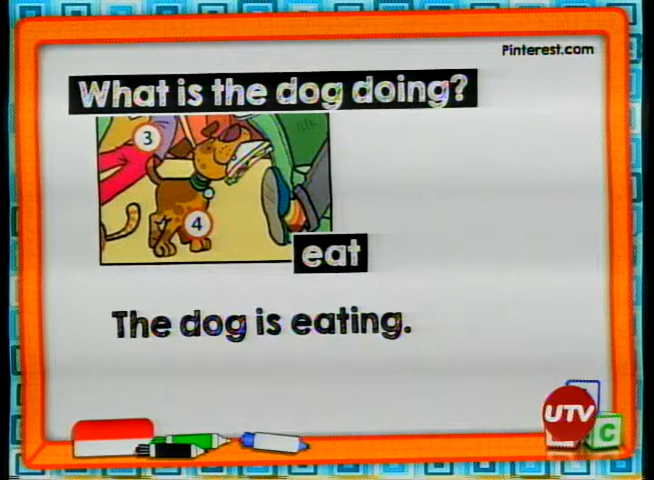 Pinterest.com
What is the dog doing?
3
4
eat
The dog is eating.
UTV
C